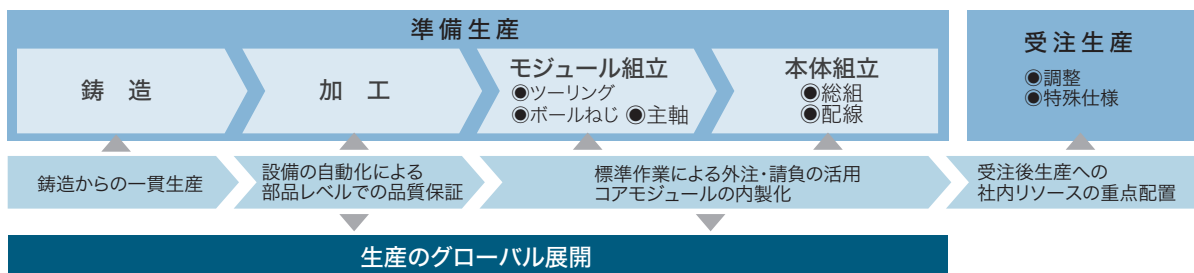 準備生産
鋳造
加工
モジュール組立
◉ツーリング
◉ボールねじ ◉主軸
本体組立
◉総組
◉配線
受注生産
◉調整
◉特殊仕様
鋳造からの一貫生産
設備の自動化による
部品レベルでの品質保証
標準作業による外注・請負の活用
コアモジュールの内製化
受注後生産への
社内リソースの重点配置
生産のグローバル展開